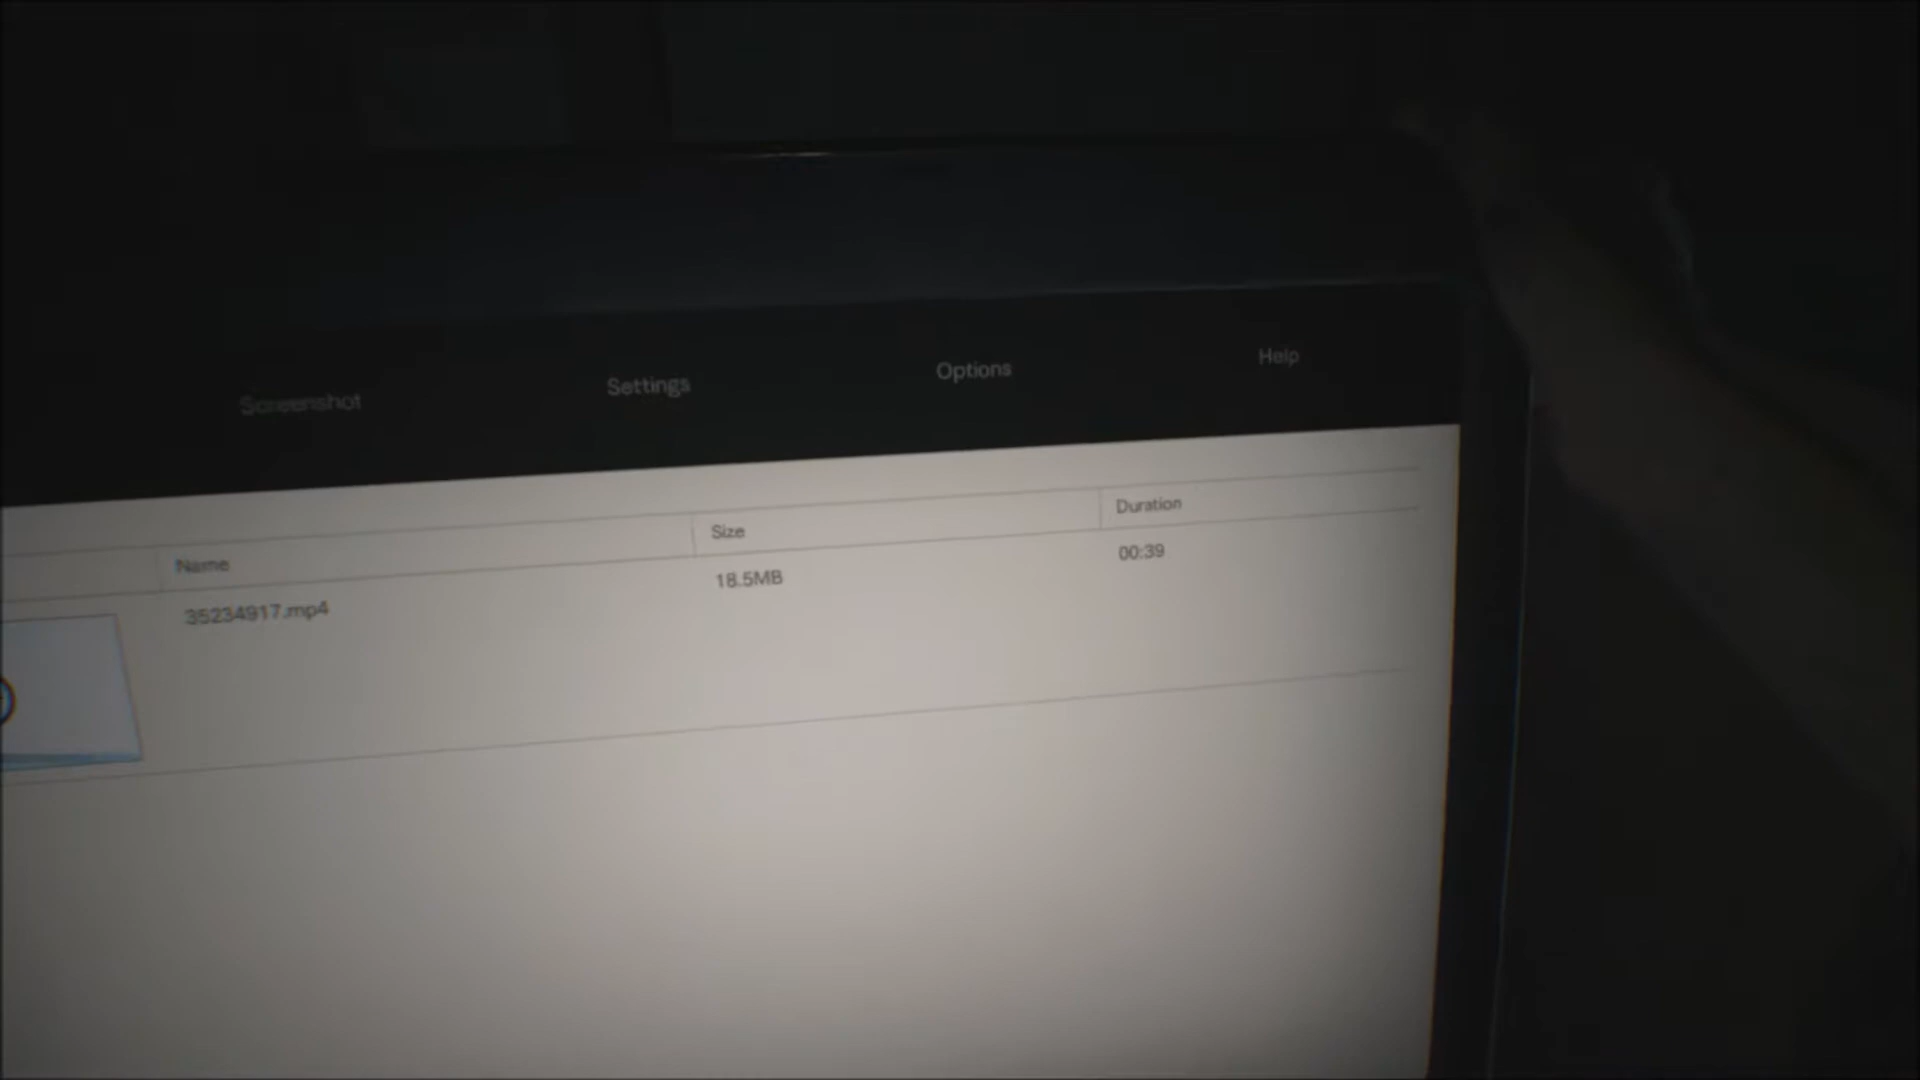 Screenshot Settings Options Help
Name Size Duration
35234917.mp4 18.5MB 00:39